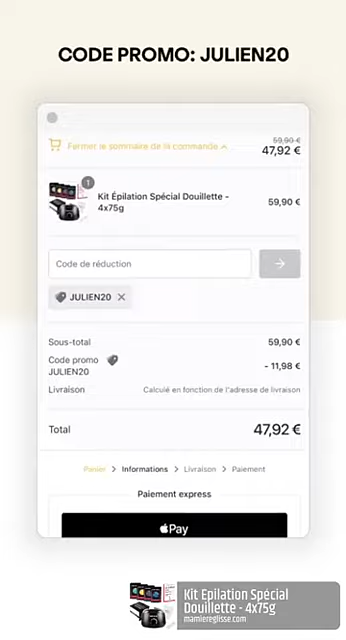 CODE PROMO: JULIEN20
Fermer le sommaire de la commande
59,90 €
47,92 €
1
Kit Épilation Spécial Douillette -
4x75g
59,90 €
Code de réduction
JULIEN20
Sous-total
59,90 €
Code promo
JULIEN20
- 11,98 €
Livraison
Calculé en fonction de l'adresse de livraison
Total
47,92 €
Panier > Informations > Livraison > Paiement
Paiement express
Pay
Kit Epilation Spécial
Douillette - 4x75g
mamiereglisse.com